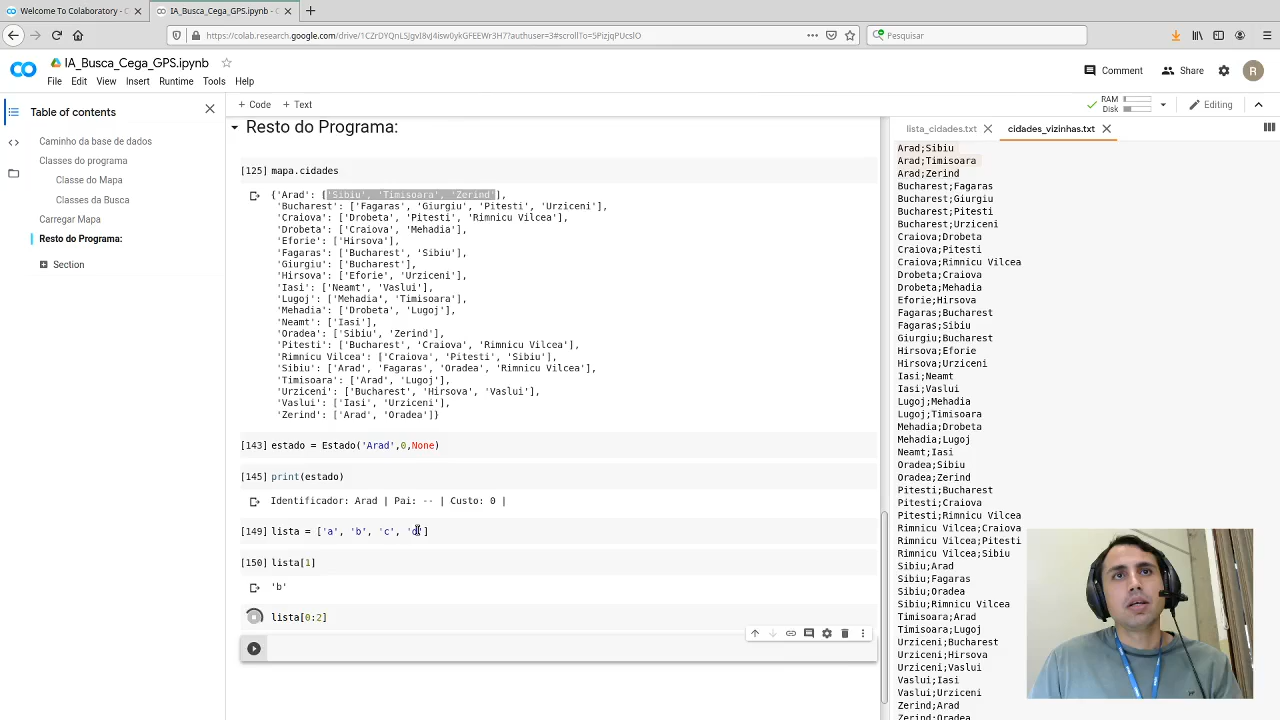 Welcome To Colaboratory - C
IA_Busca_Cega_GPS.ipynb - C
https://colab.research.google.com/drive/1CZrDYQnLSJgvI8vJ4isw0ykGFEEWr3H7?authuser=3#scrollTo=5PizjqPUcslO
Pesquisar
IA_Busca_Cega_GPS.ipynb
File Edit View Insert Runtime Tools Help
Comment
Share
R
Table of contents
Caminho da base de dados
Classes do programa
Classe do Mapa
Classes da Busca
Carregar Mapa
Resto do Programa:
Section
+ Code + Text
RAM
Disk
Editing
Resto do Programa:
[125] mapa.cidades
{'Arad': ['Sibiu', 'Timisoara', 'Zerind'],
'Bucharest': ['Fagaras', 'Giurgiu', 'Pitesti', 'Urziceni'],
'Craiova': ['Drobeta', 'Pitesti', 'Rimnicu Vilcea'],
'Drobeta': ['Craiova', 'Mehadia'],
'Eforie': ['Hirsova'],
'Fagaras': ['Bucharest', 'Sibiu'],
'Giurgiu': ['Bucharest'],
'Hirsova': ['Eforie', 'Urziceni'],
'Iasi': ['Neamt', 'Vaslui'],
'Lugoj': ['Mehadia', 'Timisoara'],
'Mehadia': ['Drobeta', 'Lugoj'],
'Neamt': ['Iasi'],
'Oradea': ['Sibiu', 'Zerind'],
'Pitesti': ['Bucharest', 'Craiova', 'Rimnicu Vilcea'],
'Rimnicu Vilcea': ['Craiova', 'Pitesti', 'Sibiu'],
'Sibiu': ['Arad', 'Fagaras', 'Oradea', 'Rimnicu Vilcea'],
'Timisoara': ['Arad', 'Lugoj'],
'Urziceni': ['Bucharest', 'Hirsova', 'Vaslui'],
'Vaslui': ['Iasi', 'Urziceni'],
'Zerind': ['Arad', 'Oradea']}
[143] estado = Estado('Arad',0,None)
[145] print(estado)
Identificador: Arad | Pai: -- | Custo: 0 |
[149] lista = ['a', 'b', 'c', 'd']
[150] lista[1]
'b'
lista[0:2]
lista_cidades.txt
cidades_vizinhas.txt
Arad;Sibiu
Arad;Timisoara
Arad;Zerind
Bucharest;Fagaras
Bucharest;Giurgiu
Bucharest;Pitesti
Bucharest;Urziceni
Craiova;Drobeta
Craiova;Pitesti
Craiova;Rimnicu Vilcea
Drobeta;Craiova
Drobeta;Mehadia
Eforie;Hirsova
Fagaras;Bucharest
Fagaras;Sibiu
Giurgiu;Bucharest
Hirsova;Eforie
Hirsova;Urziceni
Iasi;Neamt
Iasi;Vaslui
Lugoj;Mehadia
Lugoj;Timisoara
Mehadia;Drobeta
Mehadia;Lugoj
Neamt;Iasi
Oradea;Sibiu
Oradea;Zerind
Pitesti;Bucharest
Pitesti;Craiova
Pitesti;Rimnicu Vilcea
Rimnicu Vilcea;Craiova
Rimnicu Vilcea;Pitesti
Rimnicu Vilcea;Sibiu
Sibiu;Arad
Sibiu;Fagaras
Sibiu;Oradea
Sibiu;Rimnicu Vilcea
Timisoara;Arad
Timisoara;Lugoj
Urziceni;Bucharest
Urziceni;Hirsova
Urziceni;Vaslui
Vaslui;Iasi
Vaslui;Urziceni
Zerind;Arad
Zerind;Oradea